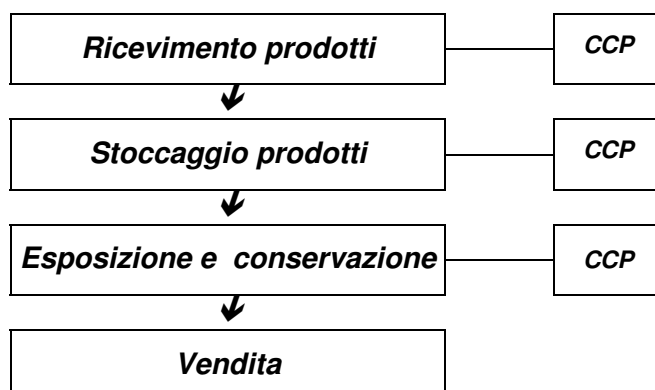 Ricevimento prodotti CCP
Stoccaggio prodotti CCP
Esposizione e conservazione CCP
Vendita